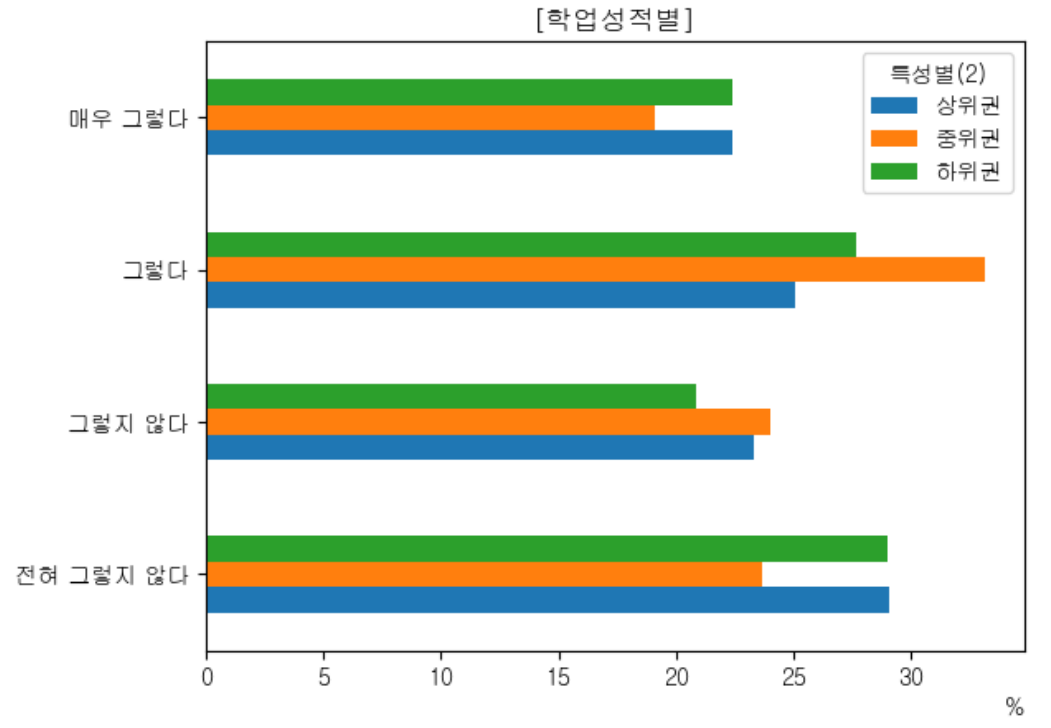 [학업성적별]
특성별(2)
상위권
중위권
하위권
매우 그렇다
그렇다
그렇지 않다
전혀 그렇지 않다
0 5 10 15 20 25 30
%